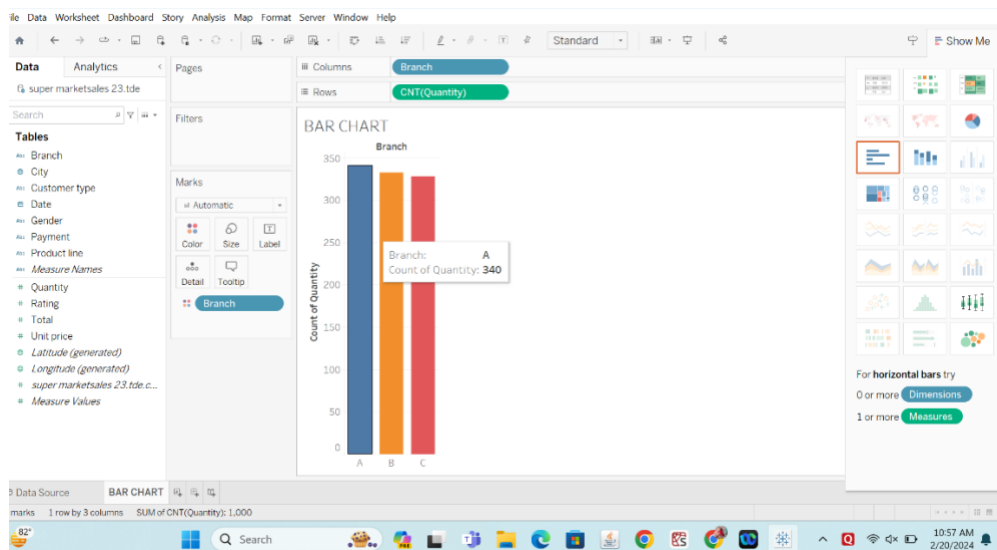 ile Data Worksheet Dashboard Story Analysis Map Format Server Window Help
Standard
Show Me
Data Analytics
super marketsales 23.tde
Search
Tables
Abc Branch
City
Abc Customer type
Date
Abc Gender
Abc Payment
Abc Product line
Abc Measure Names
# Quantity
# Rating
# Total
# Unit price
Latitude (generated)
Longitude (generated)
# super marketsales 23.tde.c...
# Measure Values
Pages
Filters
Marks
Automatic
Color Size Label
Detail Tooltip
Branch
Columns Branch
Rows CNT(Quantity)
BAR CHART
Branch
350
300
250
200
150
100
50
0
Count of Quantity
A B C
Branch: A
Count of Quantity: 340
For horizontal bars try
0 or more Dimensions
1 or more Measures
Data Source BAR CHART
marks 1 row by 3 columns SUM of CNT(Quantity): 1,000
82°
Search
10:57 AM
2/20/2024